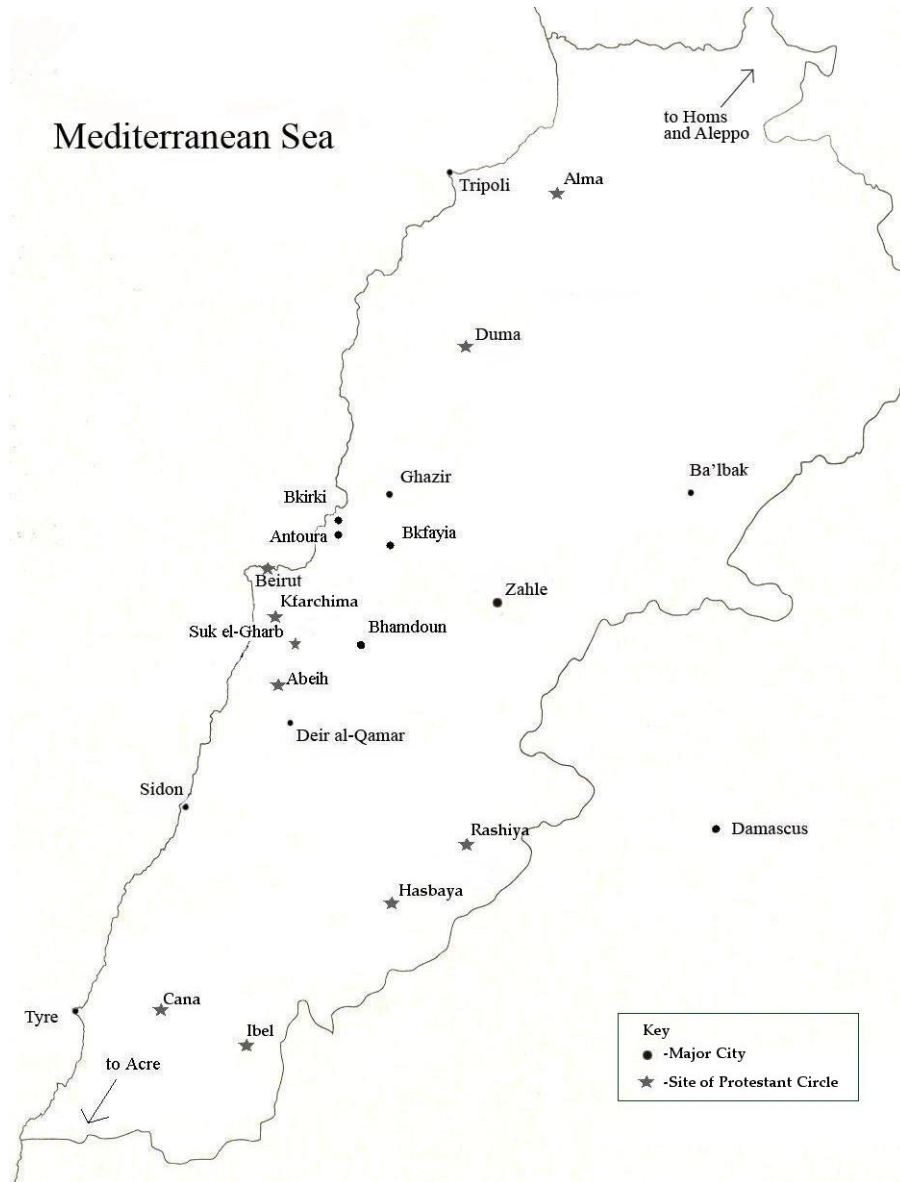 to Homs
and Aleppo
Mediterranean Sea
Tripoli
Alma
Duma
Ghazir
Ba'lbak
Bkirki
Antoura
Bkfayia
Beirut
Zahle
Kfarchima
Suk el-Gharb
Bhamdoun
Abeih
Deir al-Qamar
Sidon
Rashiya
Damascus
Hasbaya
Cana
Tyre
Ibel
to Acre
Key
-Major City
-Site of Protestant Circle